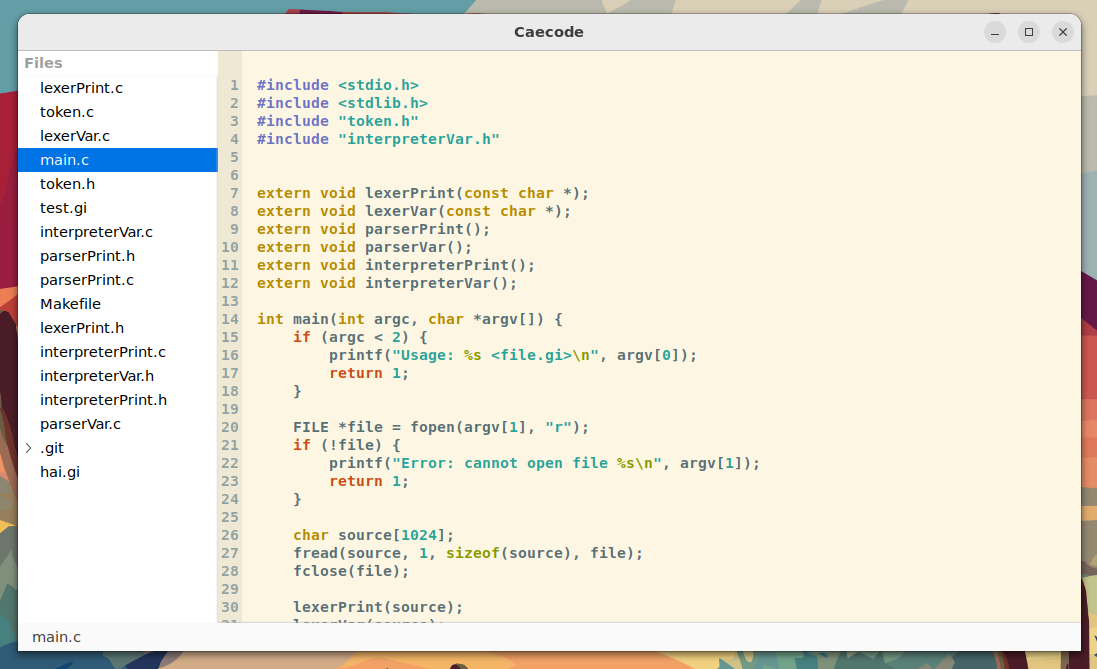 Caecode
Files
lexerPrint.c
token.c
lexerVar.c
main.c
token.h
test.gi
interpreterVar.c
parserPrint.h
parserPrint.c
Makefile
lexerPrint.h
interpreterPrint.c
interpreterVar.h
interpreterPrint.h
parserVar.c
.git
hai.gi
1 #include <stdio.h>
2 #include <stdlib.h>
3 #include "token.h"
4 #include "interpreterVar.h"
5
6
7 extern void lexerPrint(const char *);
8 extern void lexerVar(const char *);
9 extern void parserPrint();
10 extern void parserVar();
11 extern void interpreterPrint();
12 extern void interpreterVar();
13
14 int main(int argc, char *argv[]) {
15     if (argc < 2) {
16         printf("Usage: %s <file.gi>\n", argv[0]);
17         return 1;
18     }
19
20     FILE *file = fopen(argv[1], "r");
21     if (!file) {
22         printf("Error: cannot open file %s\n", argv[1]);
23         return 1;
24     }
25
26     char source[1024];
27     fread(source, 1, sizeof(source), file);
28     fclose(file);
29
30     lexerPrint(source);
main.c